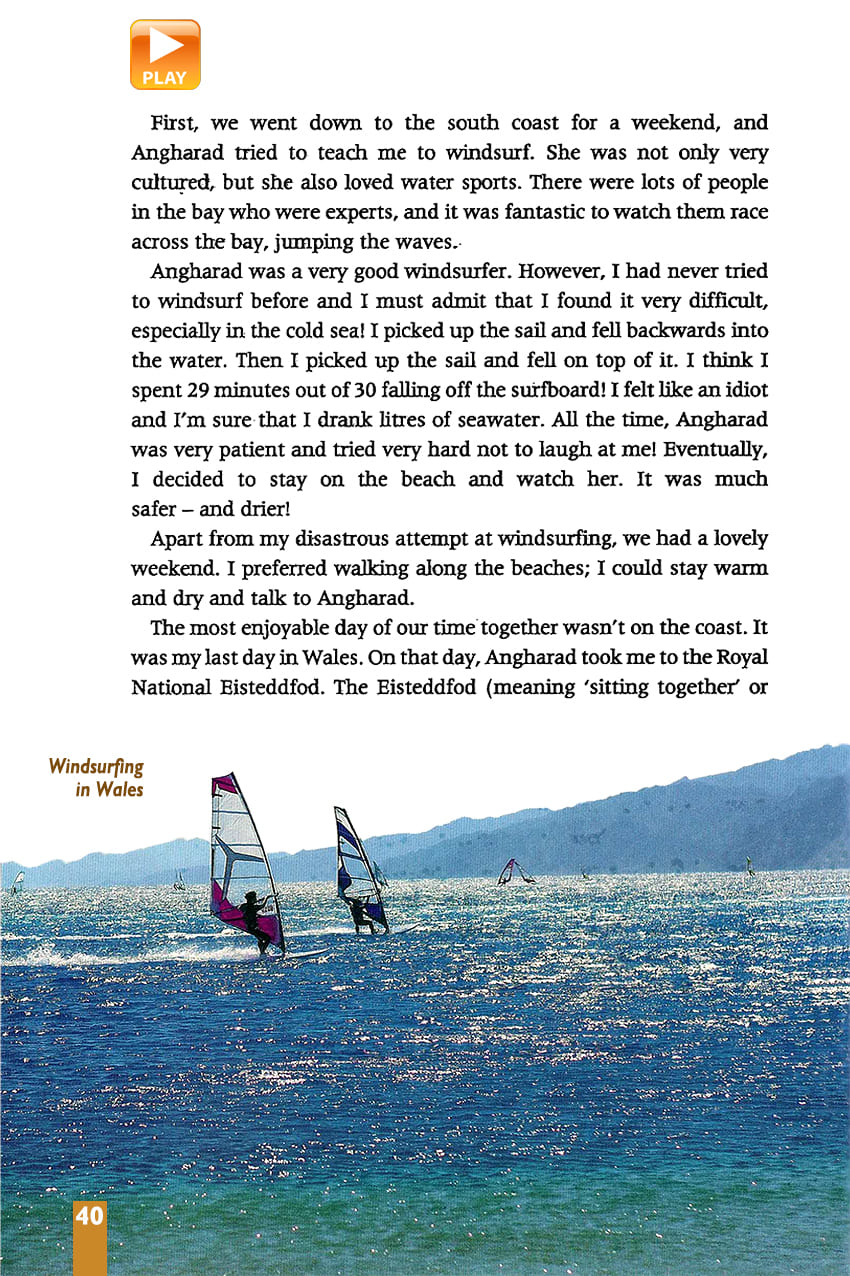 PLAY
First, we went down to the south coast for a weekend, and
Angharad tried to teach me to windsurf. She was not only very
cultured, but she also loved water sports. There were lots of people
in the bay who were experts, and it was fantastic to watch them race
across the bay, jumping the waves.
Angharad was a very good windsurfer. However, I had never tried
to windsurf before and I must admit that I found it very difficult,
especially in the cold sea! I picked up the sail and fell backwards into
the water. Then I picked up the sail and fell on top of it. I think I
spent 29 minutes out of 30 falling off the surfboard! I felt like an idiot
and I'm sure that I drank litres of seawater. All the time, Angharad
was very patient and tried very hard not to laugh at me! Eventually,
I decided to stay on the beach and watch her. It was much
safer – and drier!
Apart from my disastrous attempt at windsurfing, we had a lovely
weekend. I preferred walking along the beaches; I could stay warm
and dry and talk to Angharad.
The most enjoyable day of our time together wasn't on the coast. It
was my last day in Wales. On that day, Angharad took me to the Royal
National Eisteddfod. The Eisteddfod (meaning 'sitting together' or
Windsurfing
in Wales
40